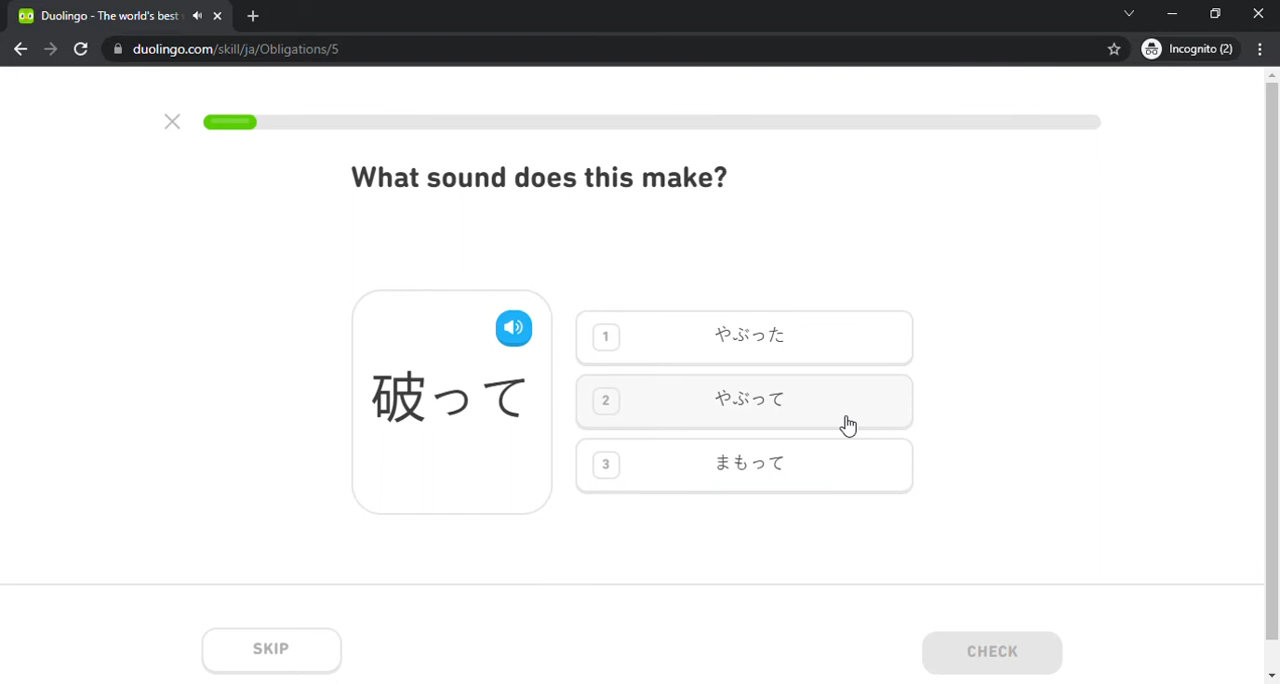 Duolingo - The world's best
duolingo.com/skill/ja/Obligations/5
Incognito (2)
What sound does this make?
破って
1 やぶった
2 やぶって
3 まもって
SKIP
CHECK